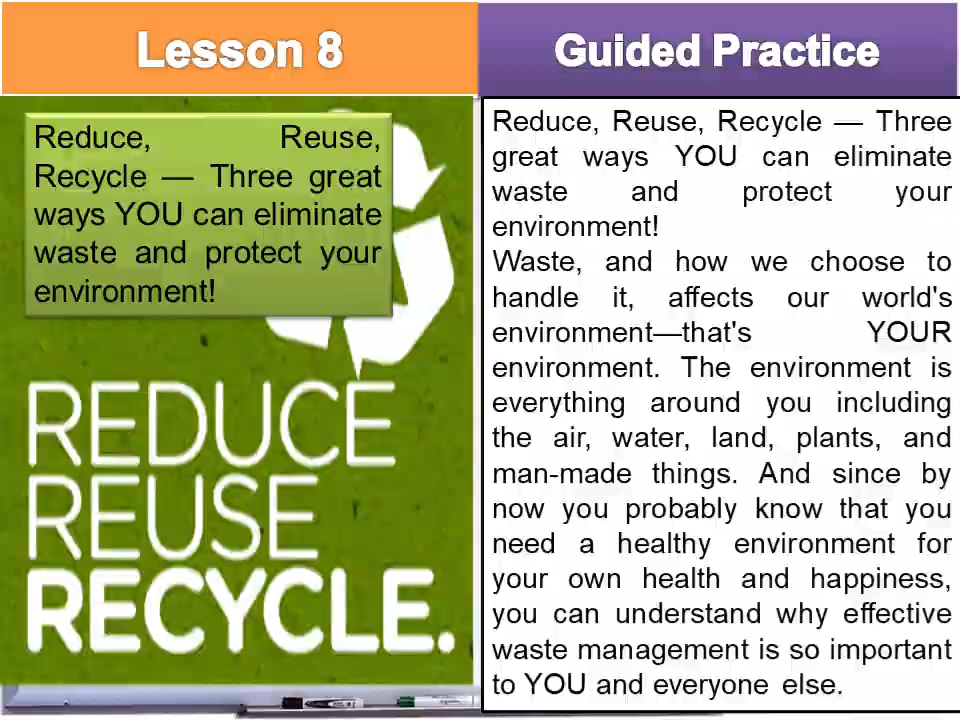 Lesson 8
Guided Practice
Reduce, Reuse,
Recycle — Three great
ways YOU can eliminate
waste and protect your
environment!
REDUCE
REUSE
RECYCLE.
Reduce, Reuse, Recycle — Three
great ways YOU can eliminate
waste and protect your
environment!
Waste, and how we choose to
handle it, affects our world's
environment—that's YOUR
environment. The environment is
everything around you including
the air, water, land, plants, and
man-made things. And since by
now you probably know that you
need a healthy environment for
your own health and happiness,
you can understand why effective
waste management is so important
to YOU and everyone else.